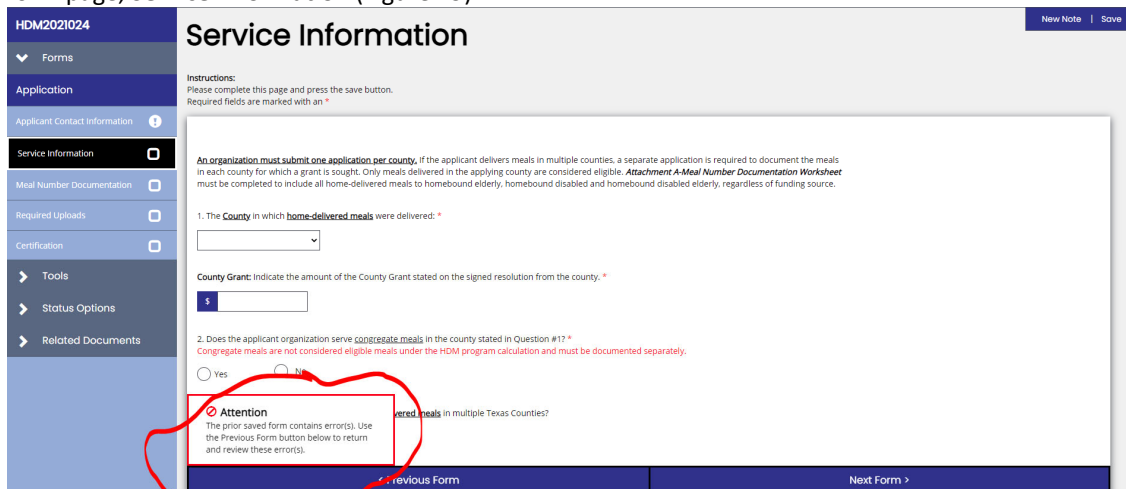 HDM2021024
Forms
Application
Applicant Contact Information
Service Information
Meal Number Documentation
Required Uploads
Certification
Tools
Status Options
Related Documents
New Note | Save
Service Information
Instructions:
Please complete this page and press the save button.
Required fields are marked with an *
An organization must submit one application per county. If the applicant delivers meals in multiple counties, a separate application is required to document the meals
in each county for which a grant is sought. Only meals delivered in the applying county are considered eligible. Attachment A-Meal Number Documentation Worksheet
must be completed to include all home-delivered meals to homebound elderly, homebound disabled and homebound disabled elderly, regardless of funding source.
1. The County in which home-delivered meals were delivered: *
County Grant: Indicate the amount of the County Grant stated on the signed resolution from the county. *
$
2. Does the applicant organization serve congregate meals in the county stated in Question #1? *
Congregate meals are not considered eligible meals under the HDM program calculation and must be documented separately.
Yes No
Attention
The prior saved form contains error(s). Use
the Previous Form button below to return
and review these error(s).
vered meals in multiple Texas Counties?
< Previous Form
Next Form >